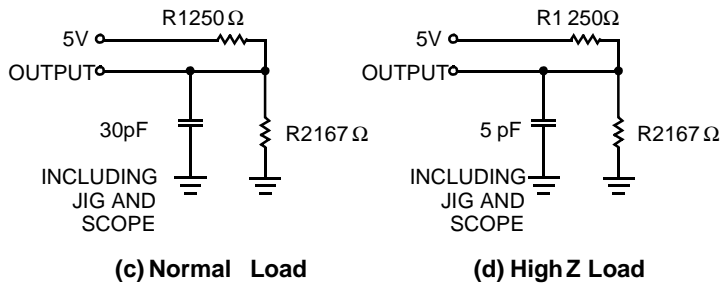 R1250Ω
5V
OUTPUT
30pF
R2167Ω
INCLUDING
JIG AND
SCOPE
(c) Normal Load
R1 250Ω
5V
OUTPUT
5 pF
R2167Ω
INCLUDING
JIG AND
SCOPE
(d) High Z Load